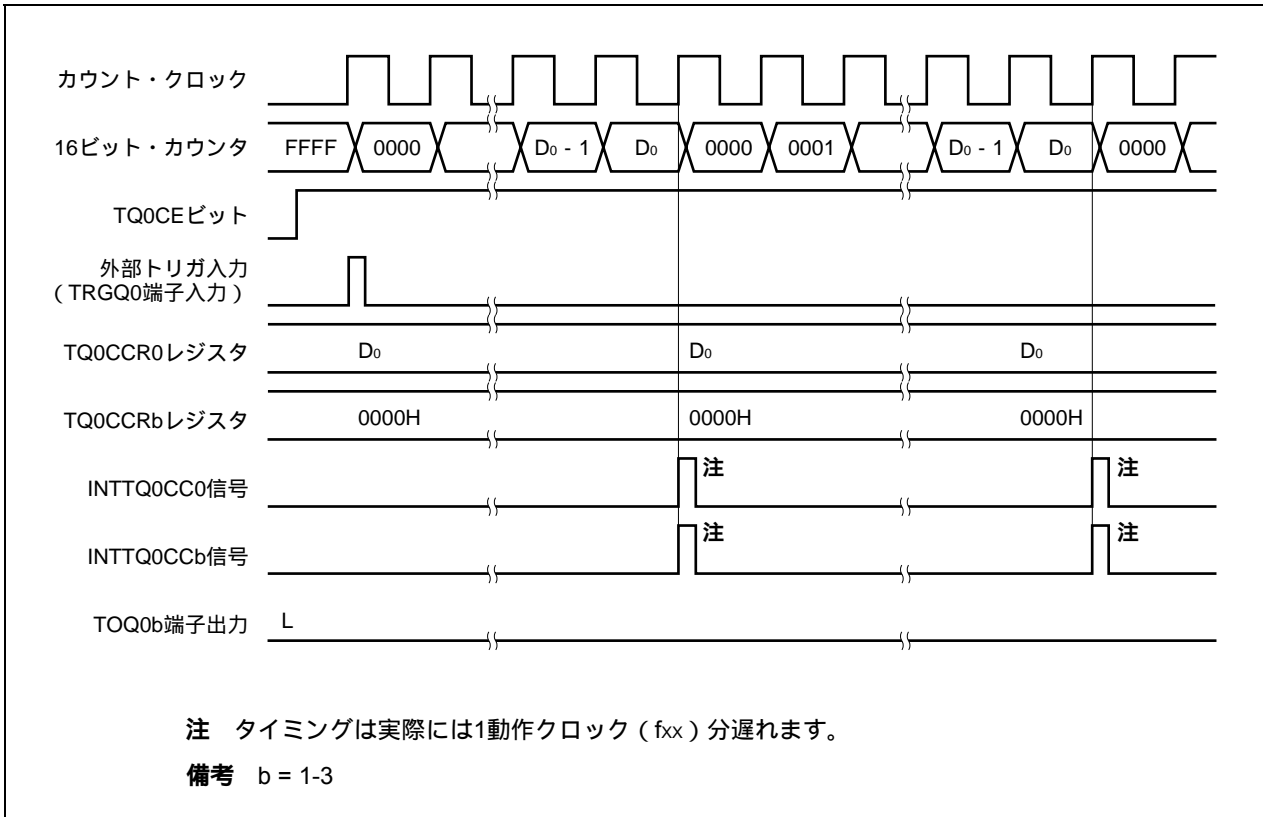 カウント・クロック
16ビット・カウンタ FFFF 0000 D0 - 1 D0 0000 0001 D0 - 1 D0 0000
TQ0CEビット
外部トリガ入力
(TRGQ0端子入力)
TQ0CCR0レジスタ D0 D0 D0
TQ0CCRbレジスタ 0000H 0000H 0000H
INTTQ0CC0信号 注 注
INTTQ0CCb信号 注 注
TOQ0b端子出力 L
注 タイミングは実際には1動作クロック(fxx)分遅れます。
備考 b = 1-3